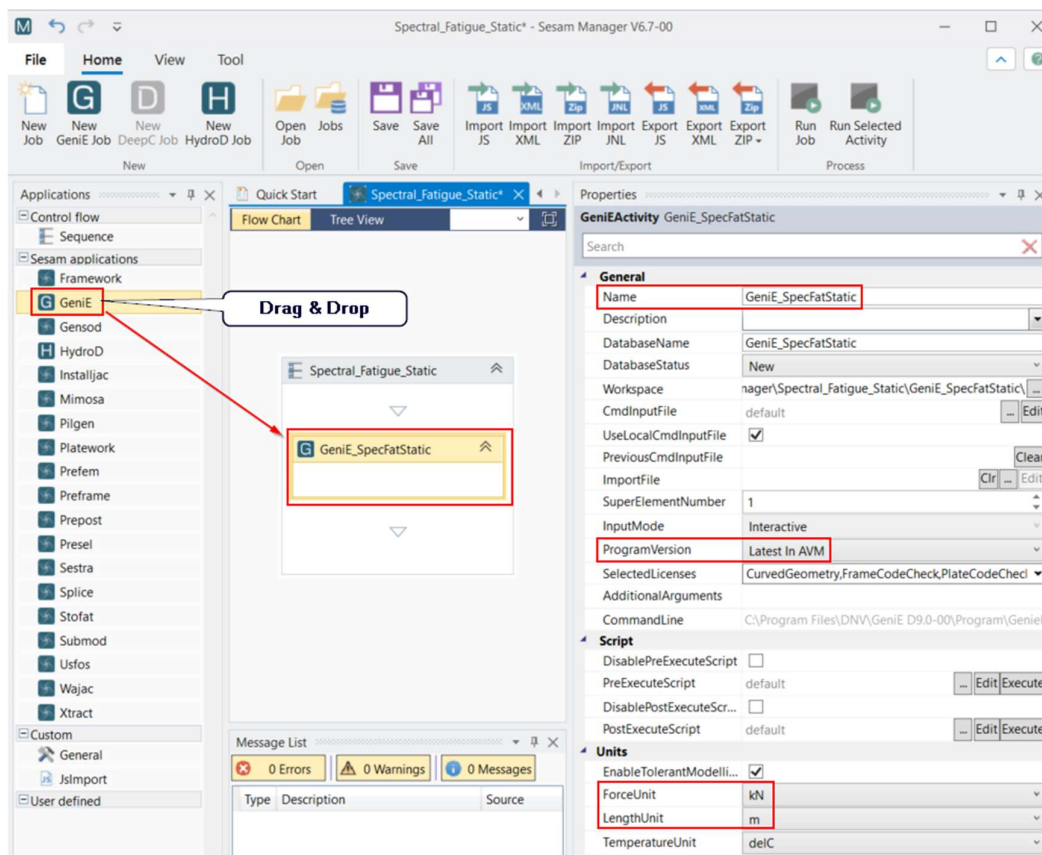 Spectral_Fatigue_Static* - Sesam Manager V6.7-00
File Home View Tool
New Job
New GeniE Job
New DeepC Job
New HydroD Job
Open Job
Jobs
Save
Save All
Import JS
Import XML
Import ZIP
Import JNL
Export JS
Export XML
Export ZIP
Run Job
Run Selected Activity
New Open Save Import/Export Process
Applications
Control flow
Sequence
Sesam applications
Framework
GeniE
Gensod
HydroD
Installjac
Mimosa
Pilgen
Platework
Prefem
Preframe
Prepost
Presel
Sestra
Splice
Stofat
Submod
Usfos
Wajac
Xtract
Custom
General
JsImport
User defined
Quick Start Spectral_Fatigue_Static*
Flow Chart Tree View
Drag & Drop
Spectral_Fatigue_Static
GeniE_SpecFatStatic
Message List
0 Errors 0 Warnings 0 Messages
Type Description Source
Properties
GeniEActivity GeniE_SpecFatStatic
Search
General
Name GeniE_SpecFatStatic
Description
DatabaseName GeniE_SpecFatStatic
DatabaseStatus New
Workspace nager\Spectral_Fatigue_Static\GeniE_SpecFatStatic\ ...
CmdInputFile default ... Edit
UseLocalCmdInputFile
PreviousCmdInputFile Clear
ImportFile Clr ... Edit
SuperElementNumber 1
InputMode Interactive
ProgramVersion Latest In AVM
SelectedLicenses CurvedGeometry,FrameCodeCheck,PlateCodeChecl
AdditionalArguments
CommandLine C:\Program Files\DNV\GeniE D9.0-00\Program\GenieI
Script
DisablePreExecuteScript
PreExecuteScript default ... Edit Execute
DisablePostExecuteScr...
PostExecuteScript default ... Edit Execute
Units
EnableTolerantModelli...
ForceUnit kN
LengthUnit m
TemperatureUnit delC